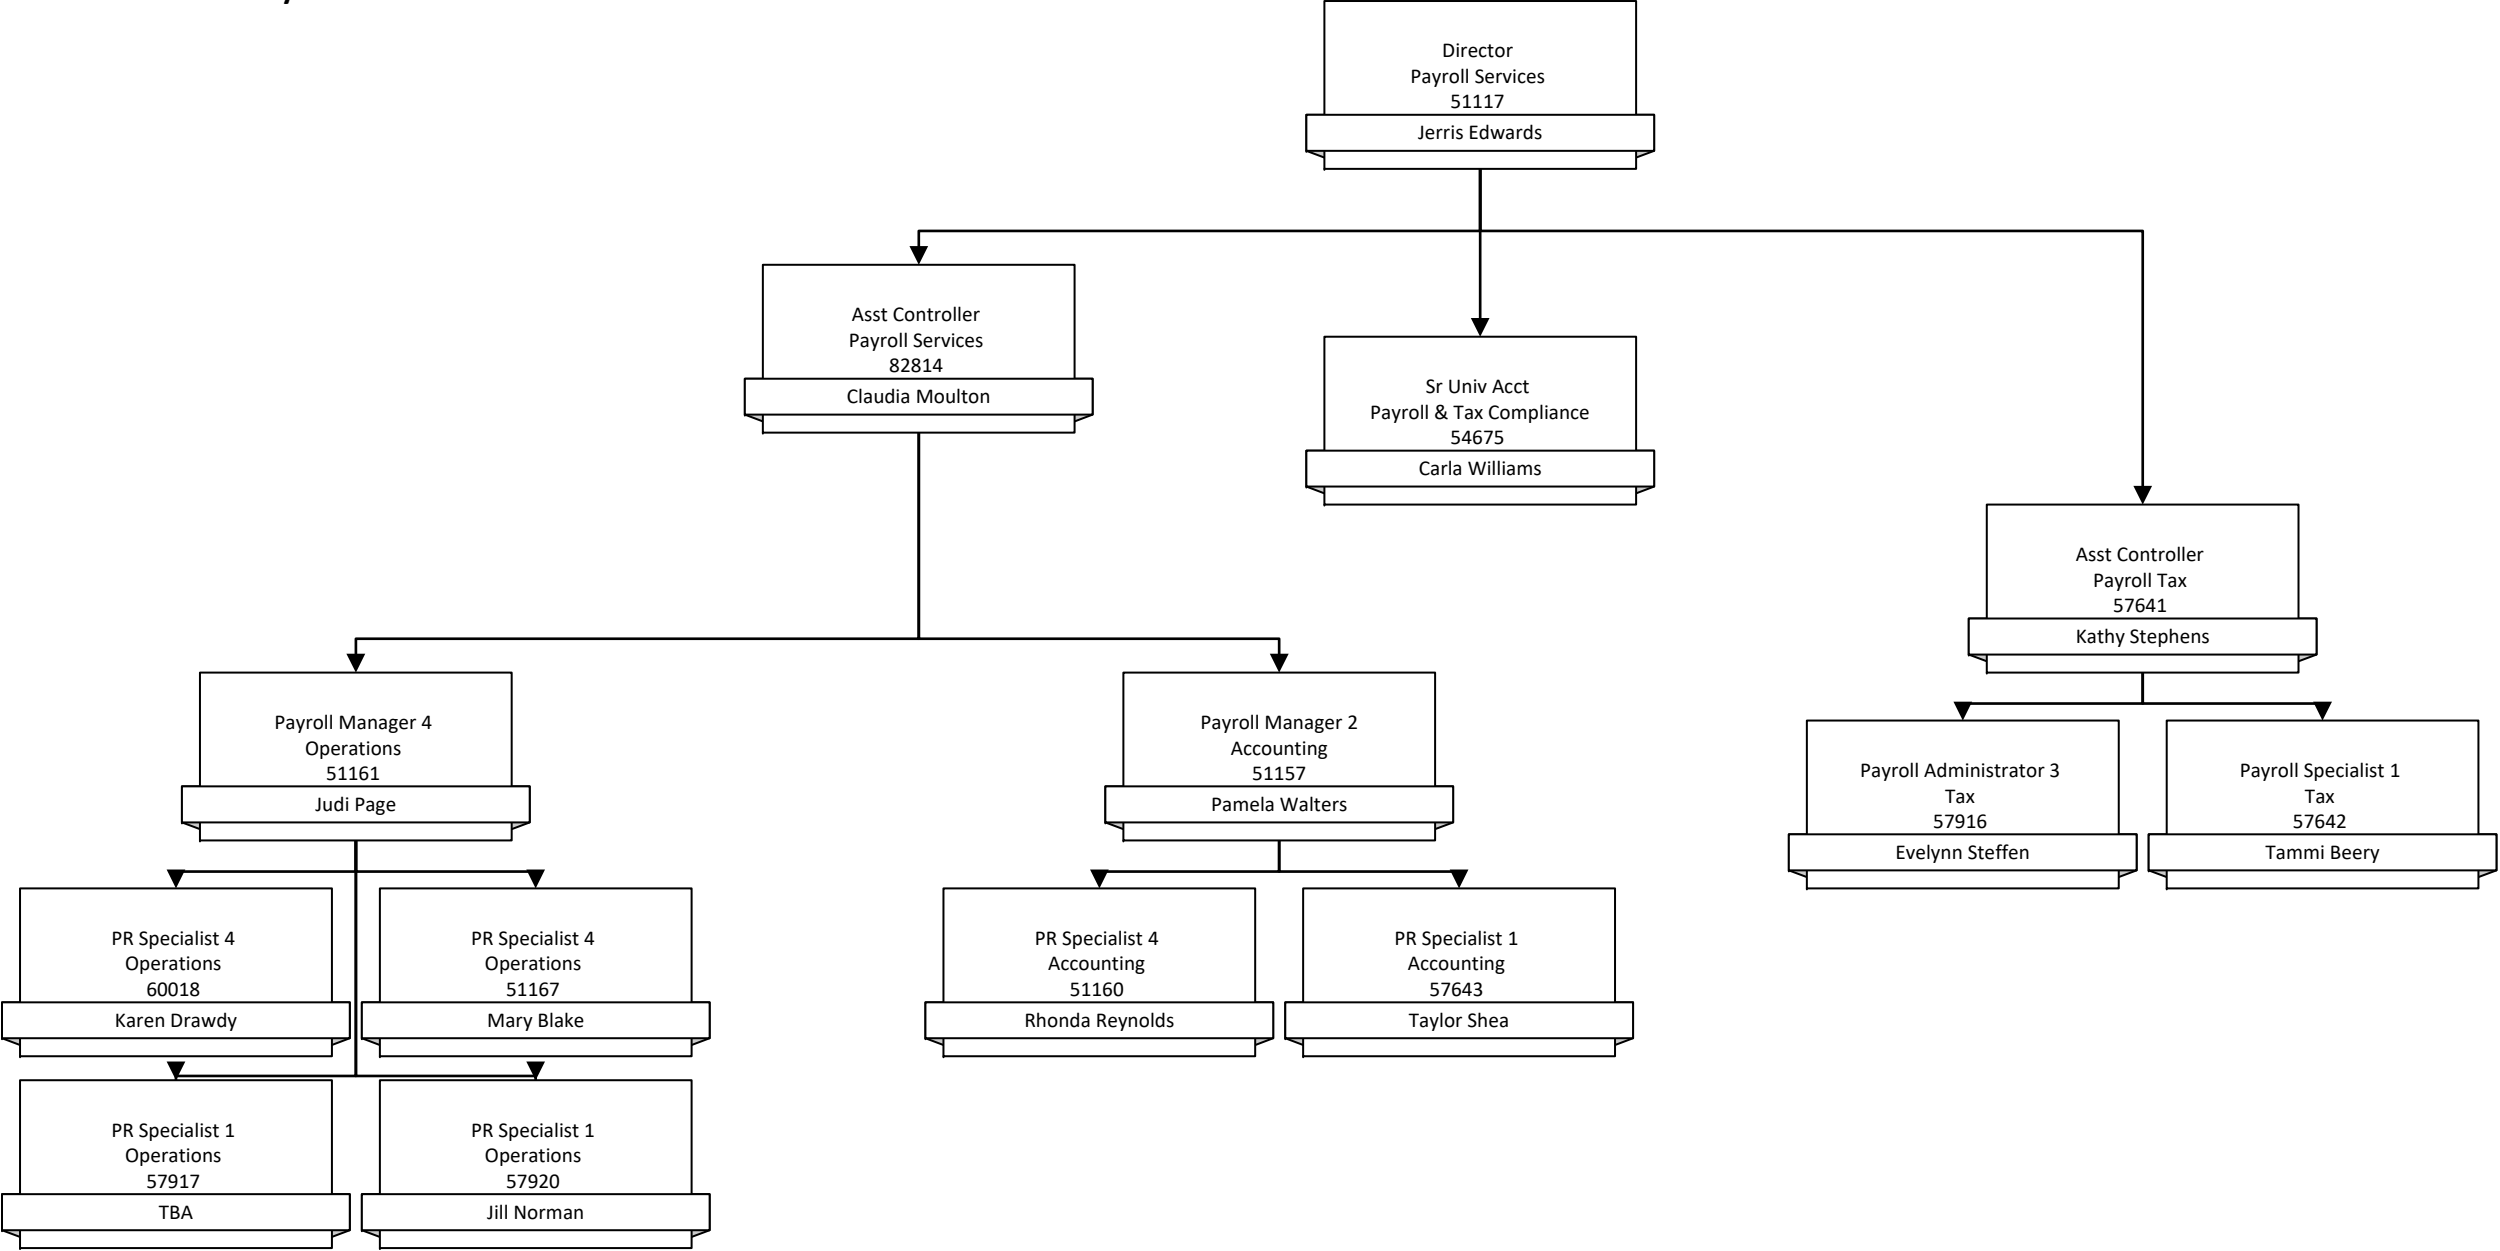 Director
Payroll Services
51117
Jerris Edwards
Asst Controller
Payroll Services
82814
Claudia Moulton
Sr Univ Acct
Payroll & Tax Compliance
54675
Carla Williams
Asst Controller
Payroll Tax
57641
Kathy Stephens
Payroll Manager 4
Operations
51161
Judi Page
Payroll Manager 2
Accounting
51157
Pamela Walters
Payroll Administrator 3
Tax
57916
Evelynn Steffen
Payroll Specialist 1
Tax
57642
Tammi Beery
PR Specialist 4
Operations
60018
Karen Drawdy
PR Specialist 4
Operations
51167
Mary Blake
PR Specialist 4
Accounting
51160
Rhonda Reynolds
PR Specialist 1
Accounting
57643
Taylor Shea
PR Specialist 1
Operations
57917
TBA
PR Specialist 1
Operations
57920
Jill Norman